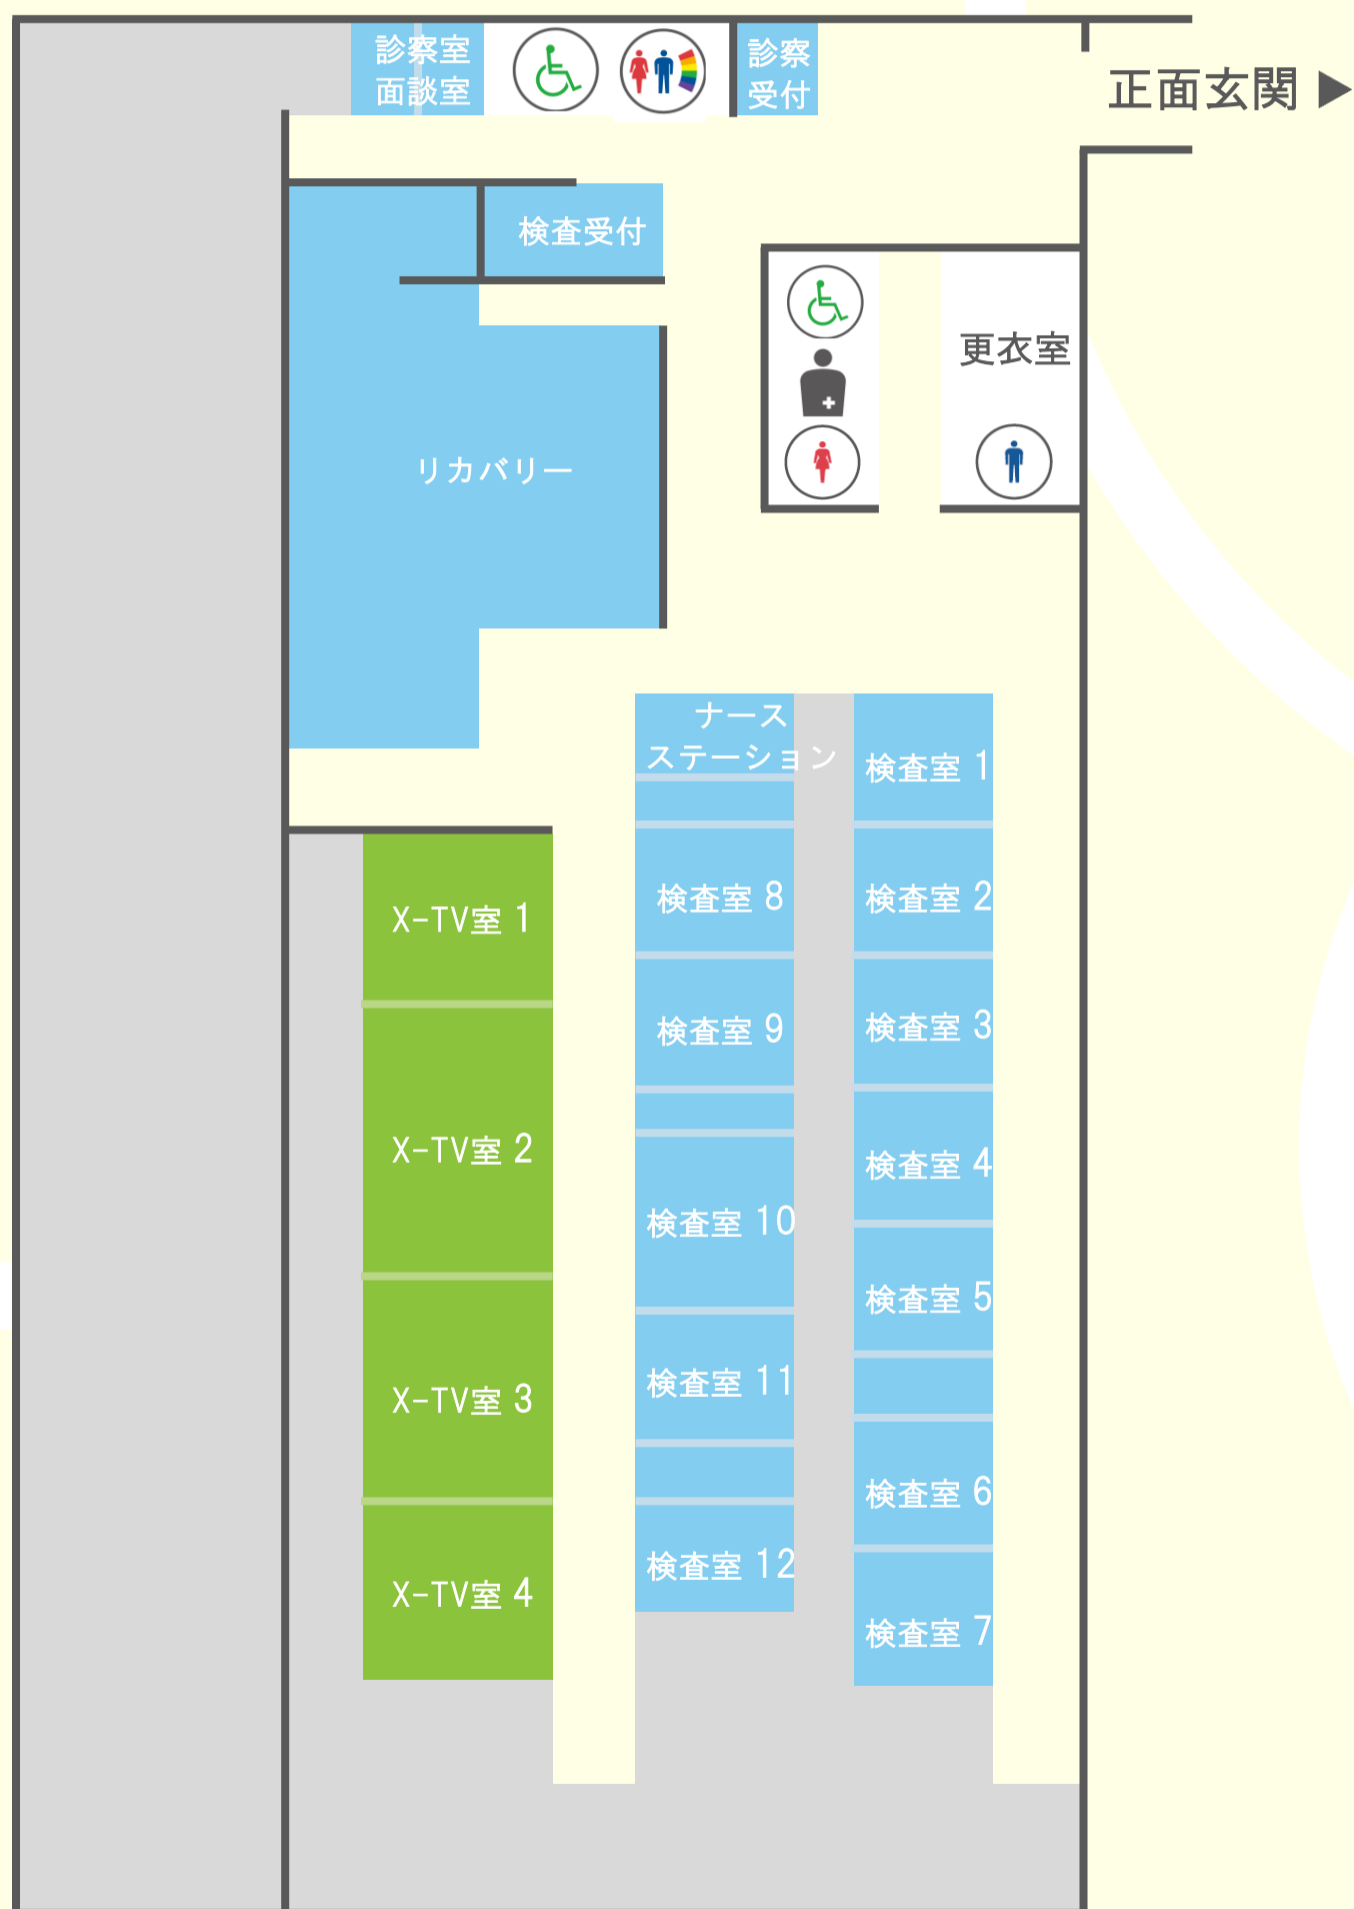 診察室
面談室
診察
受付
正面玄関
検査受付
更衣室
リカバリー
ナース
ステーション
検査室 1
検査室 8
検査室 2
X-TV室 1
検査室 9
検査室 3
X-TV室 2
検査室 4
検査室 10
検査室 5
X-TV室 3
検査室 11
検査室 6
X-TV室 4
検査室 12
検査室 7